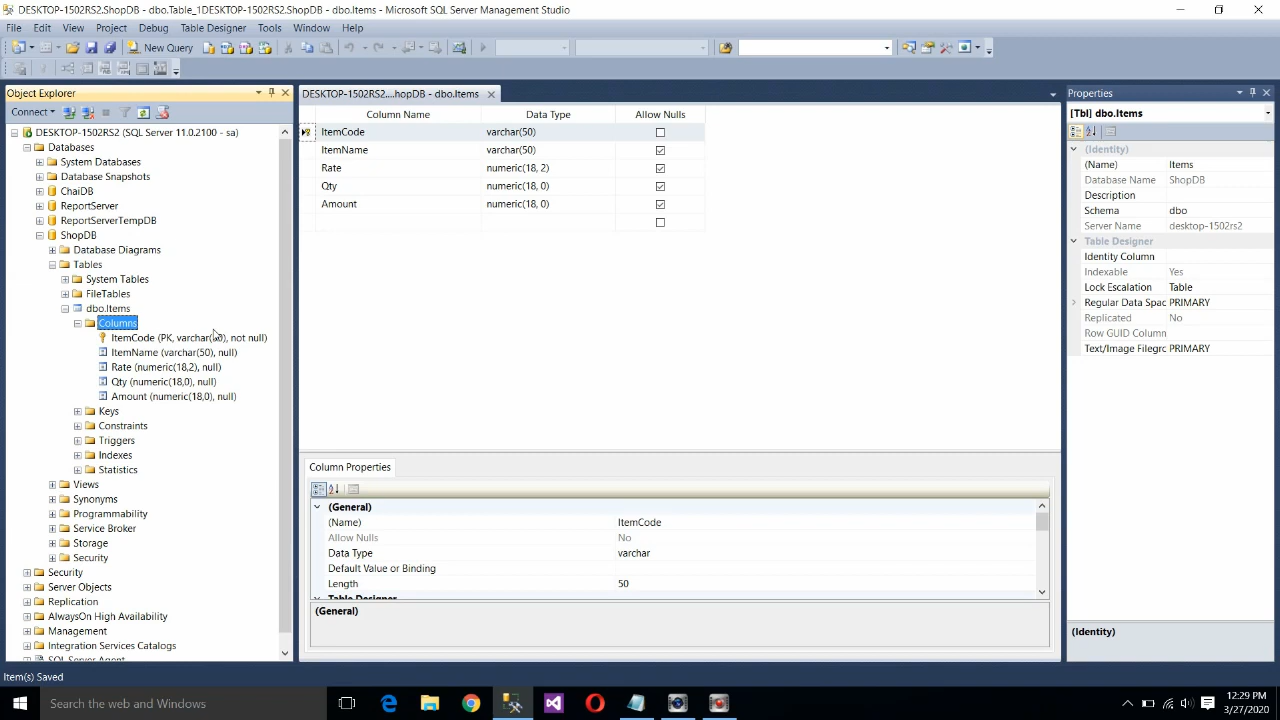 DESKTOP-1502RS2.ShopDB - dbo.Table_1DESKTOP-1502RS2.ShopDB - dbo.Items - Microsoft SQL Server Management Studio
File Edit View Project Debug Table Designer Tools Window Help
New Query
Object Explorer
Connect
DESKTOP-1502RS2 (SQL Server 11.0.2100 - sa)
Databases
System Databases
Database Snapshots
ChaiDB
ReportServer
ReportServerTempDB
ShopDB
Database Diagrams
Tables
System Tables
FileTables
dbo.Items
Columns
ItemCode (PK, varchar(50), not null)
ItemName (varchar(50), null)
Rate (numeric(18,2), null)
Qty (numeric(18,0), null)
Amount (numeric(18,0), null)
Keys
Constraints
Triggers
Indexes
Statistics
Views
Synonyms
Programmability
Service Broker
Storage
Security
Security
Server Objects
Replication
AlwaysOn High Availability
Management
Integration Services Catalogs
SQL Server Agent
DESKTOP-1502RS2....hopDB - dbo.Items
Column Name Data Type Allow Nulls
ItemCode varchar(50)
ItemName varchar(50)
Rate numeric(18, 2)
Qty numeric(18, 0)
Amount numeric(18, 0)
Column Properties
(General)
(Name) ItemCode
Allow Nulls No
Data Type varchar
Default Value or Binding
Length 50
Table Designer
(General)
Properties
[Tbl] dbo.Items
(Identity)
(Name) Items
Database Name ShopDB
Description
Schema dbo
Server Name desktop-1502rs2
Table Designer
Identity Column
Indexable Yes
Lock Escalation Table
Regular Data Spac PRIMARY
Replicated No
Row GUID Column
Text/Image Filegrc PRIMARY
(Identity)
Item(s) Saved
Search the web and Windows
12:29 PM
3/27/2020